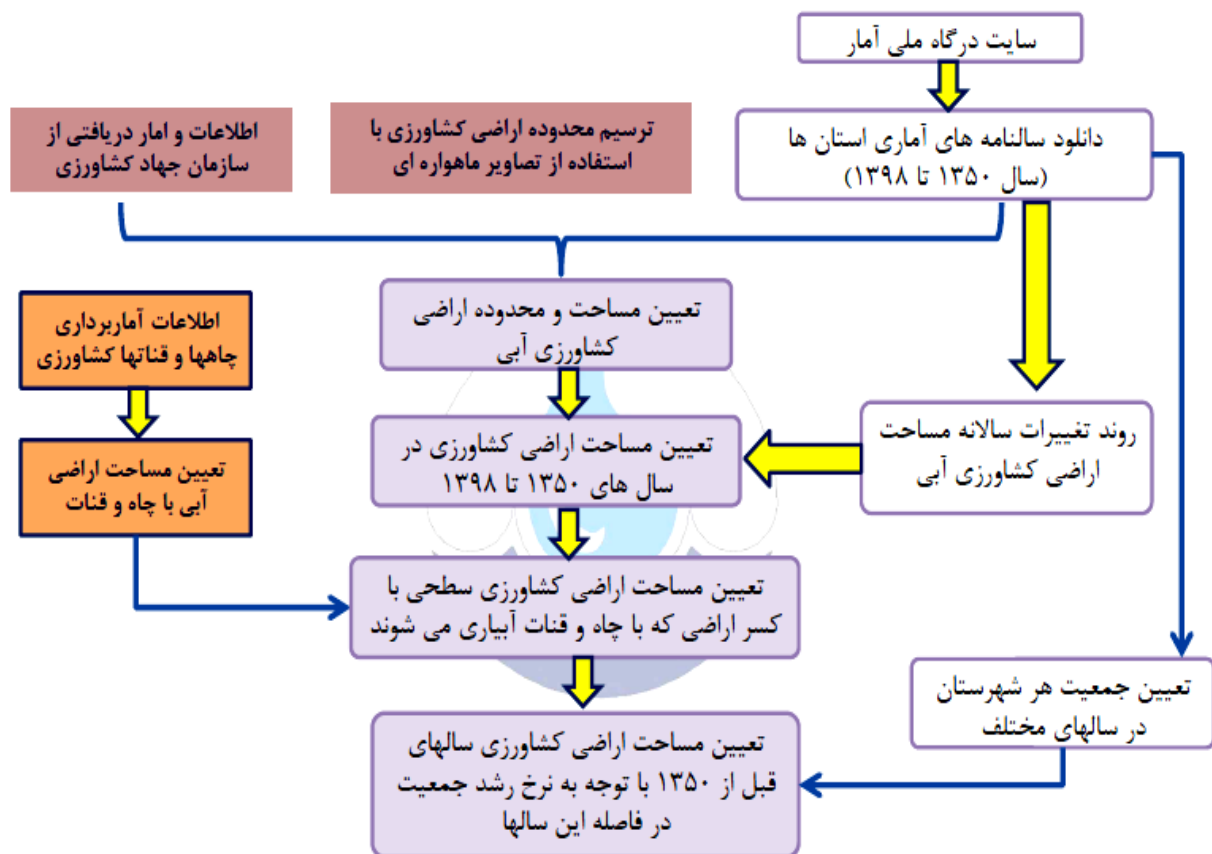 سایت درگاه ملی آمار
دانلود سالنامه های آماری استان ها
(سال ۱۳۵۰ تا ۱۳۹۸)
ترسیم محدوده اراضی کشاورزی با
استفاده از تصاویر ماهواره ای
اطلاعات و امار دریافتی از
سازمان جهاد کشاورزی
تعیین مساحت و محدوده اراضی
کشاورزی آبی
اطلاعات آماربرداری
چاهها و قناتها کشاورزی
روند تغییرات سالانه مساحت
اراضی کشاورزی آبی
تعیین مساحت اراضی کشاورزی در
سال های ۱۳۵۰ تا ۱۳۹۸
تعیین مساحت اراضی
آبی با چاه و قنات
تعیین مساحت اراضی کشاورزی سطحی با
کسر اراضی که با چاه و قنات آبیاری می شوند
تعیین جمعیت هر شهرستان
در سالهای مختلف
تعیین مساحت اراضی کشاورزی سالهای
قبل از ۱۳۵۰ با توجه به نرخ رشد جمعیت
در فاصله این سالها